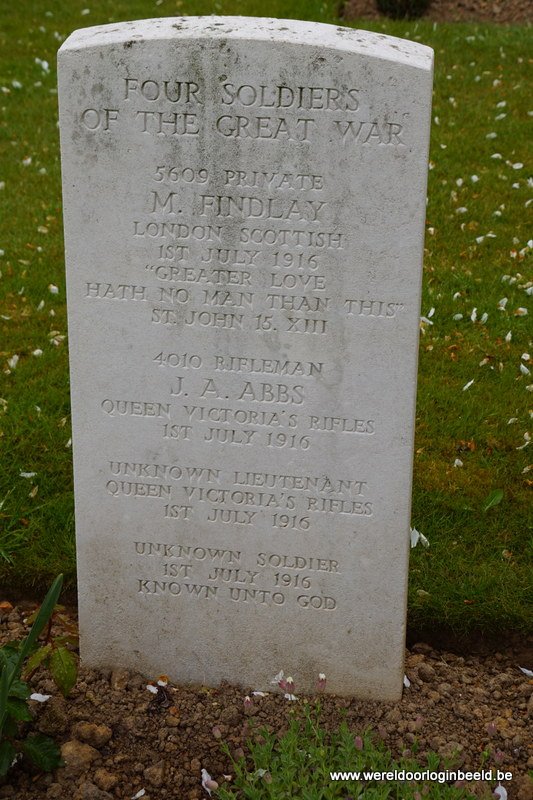 FOUR SOLDIERS
OF THE GREAT WAR
5609 PRIVATE
M. FINDLAY
LONDON SCOTTISH
1ST JULY 1916
"GREATER LOVE
HATH NO MAN THAN THIS"
ST. JOHN 15. XIII
4010 RIFLEMAN
J. A. ABBS
QUEEN VICTORIA'S RIFLES
1ST JULY 1916
UNKNOWN LIEUTENANT
QUEEN VICTORIA'S RIFLES
1ST JULY 1916
UNKNOWN SOLDIER
1ST JULY 1916
KNOWN UNTO GOD
www.wereldoorloginbeeld.be